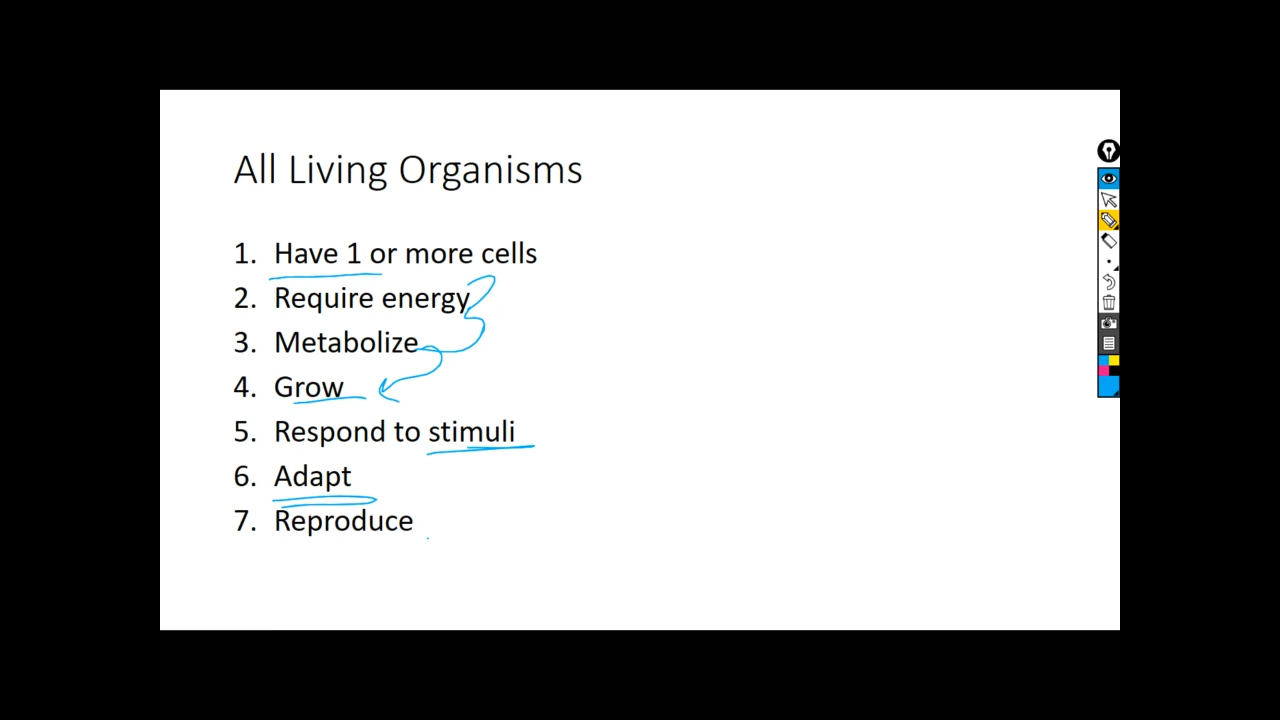 All Living Organisms
1. Have 1 or more cells
2. Require energy
3. Metabolize
4. Grow
5. Respond to stimuli
6. Adapt
7. Reproduce